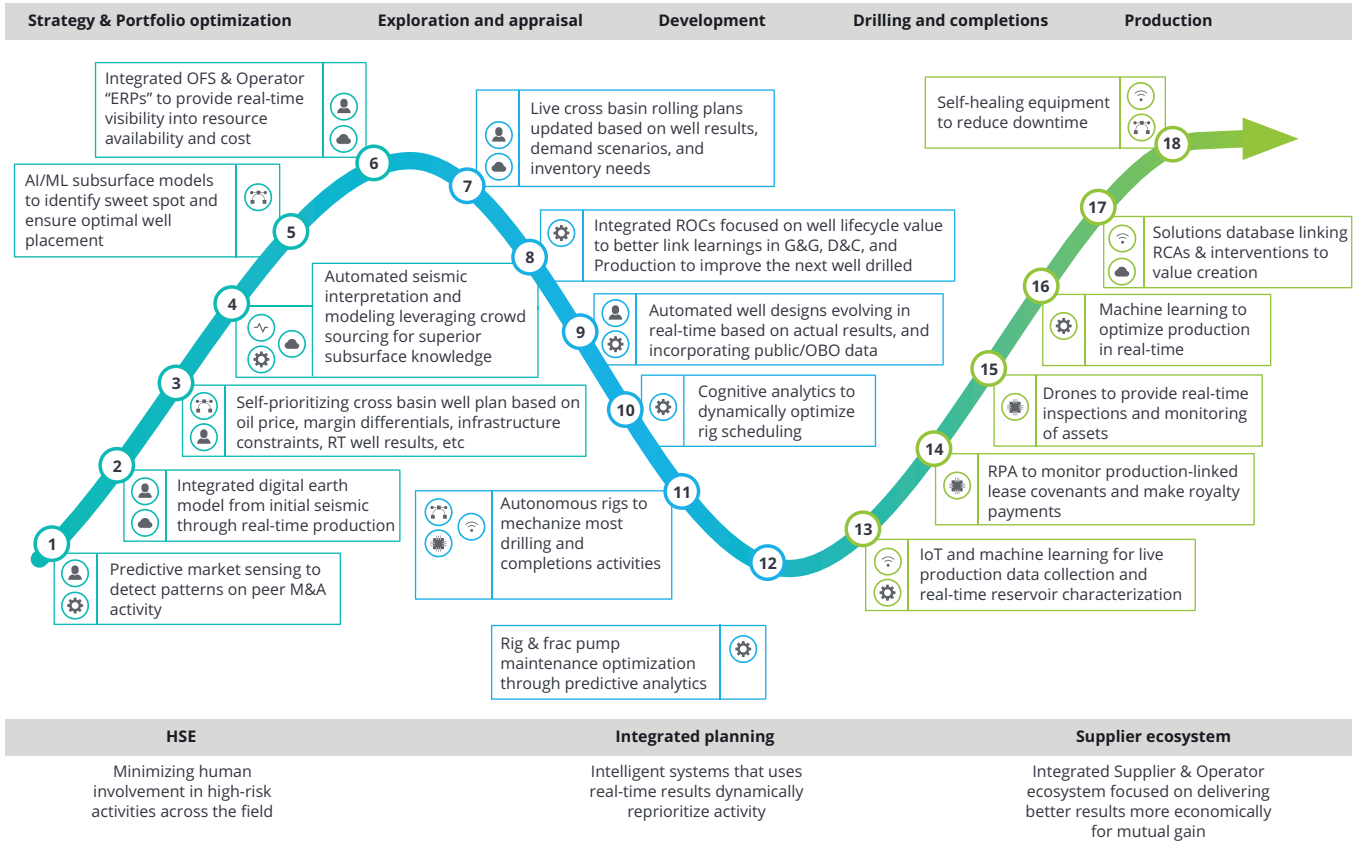 Strategy & Portfolio optimization
Exploration and appraisal
Development
Drilling and completions
Production
1
Predictive market sensing to
detect patterns on peer M&A
activity
2
Integrated digital earth
model from initial seismic
through real-time production
3
Self-prioritizing cross basin well plan based on
oil price, margin differentials, infrastructure
constraints, RT well results, etc
4
Automated seismic
interpretation and
modeling leveraging crowd
sourcing for superior
subsurface knowledge
5
AI/ML subsurface models
to identify sweet spot and
ensure optimal well
placement
6
Integrated OFS & Operator
“ERPs” to provide real-time
visibility into resource
availability and cost
7
Live cross basin rolling plans
updated based on well results,
demand scenarios, and
inventory needs
8
Integrated ROCs focused on well lifecycle value
to better link learnings in G&G, D&C, and
Production to improve the next well drilled
9
Automated well designs evolving in
real-time based on actual results, and
incorporating public/OBO data
10
Cognitive analytics to
dynamically optimize
rig scheduling
11
Autonomous rigs to
mechanize most
drilling and
completions activities
12
Rig & frac pump
maintenance optimization
through predictive analytics
13
IoT and machine learning for live
production data collection and
real-time reservoir characterization
14
RPA to monitor production-linked
lease covenants and make royalty
payments
15
Drones to provide real-time
inspections and monitoring
of assets
16
Machine learning to
optimize production
in real-time
17
Solutions database linking
RCAs & interventions to
value creation
18
Self-healing equipment
to reduce downtime
HSE
Minimizing human
involvement in high-risk
activities across the field
Integrated planning
Intelligent systems that uses
real-time results dynamically
reprioritize activity
Supplier ecosystem
Integrated Supplier & Operator
ecosystem focused on delivering
better results more economically
for mutual gain